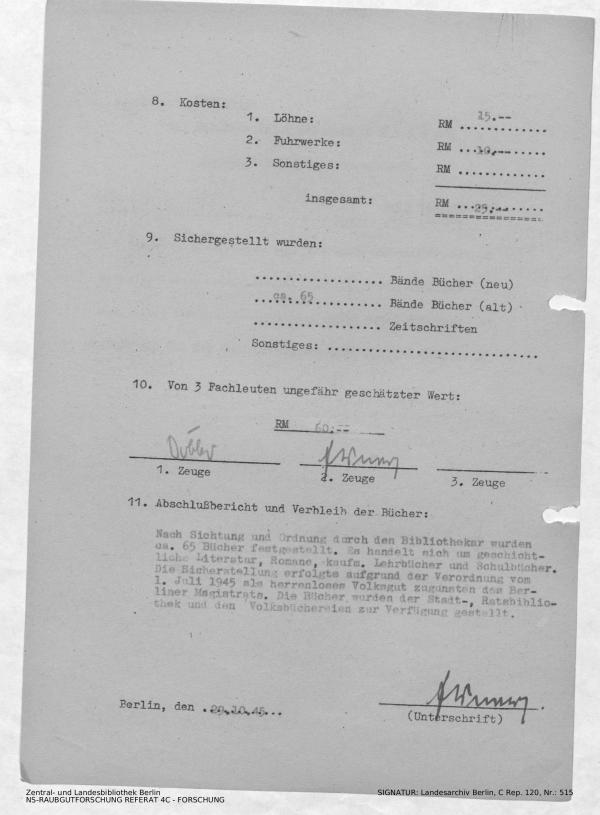 8. Kosten:
1. Löhne: RM 15.--
2. Fuhrwerke: RM ...10,--......
3. Sonstiges: RM .............
insgesamt: RM ...25.--......
9. Sichergestellt wurden:
................... Bände Bücher (neu)
...ca. 65.......... Bände Bücher (alt)
................... Zeitschriften
Sonstiges: ...............................
10. Von 3 Fachleuten ungefähr geschätzter Wert:
RM 60.--
1. Zeuge 2. Zeuge 3. Zeuge
11. Abschlußbericht und Verbleib der Bücher:
Nach Sichtung und Ordnung durch den Bibliothekar wurden
ca. 65 Bücher festgestellt. Es handelt sich um geschicht-
liche Literatur, Romane, kaufm. Lehrbücher und Schulbücher.
Die Sicherstellung erfolgte aufgrund der Verordnung vom
1. Juli 1945 als herrenloses Volksgut zugunsten des Ber-
liner Magistrats. Die Bücher wurden der Stadt-, Ratsbiblio-
thek und den Volksbüchereien zur Verfügung gestellt.
Berlin, den .29.10.45...
(Unterschrift)
Zentral- und Landesbibliothek Berlin
NS-RAUBGUTFORSCHUNG REFERAT 4C - FORSCHUNG
SIGNATUR: Landesarchiv Berlin, C Rep. 120, Nr.: 515